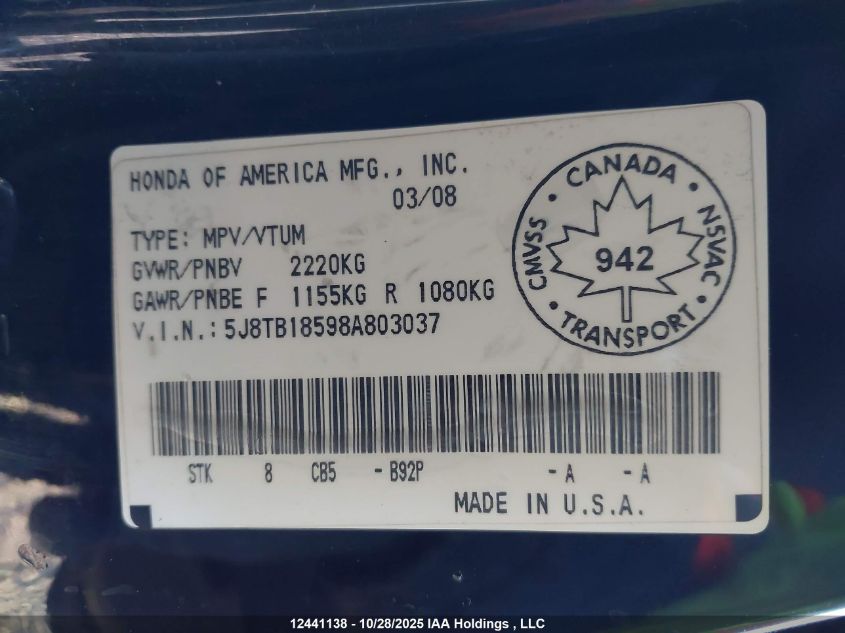 HONDA OF AMERICA MFG., INC.
03/08
TYPE: MPV/VTUM
GVWR/PNBV 2220KG
GAWR/PNBE F 1155KG R 1080KG
V.I.N.: 5J8TB18598A803037
CANADA
CMVSS
NSVAC
942
TRANSPORT
STK 8 CB5 - B92P - A - A
MADE IN U.S.A.
12441138 - 10/28/2025 IAA Holdings , LLC